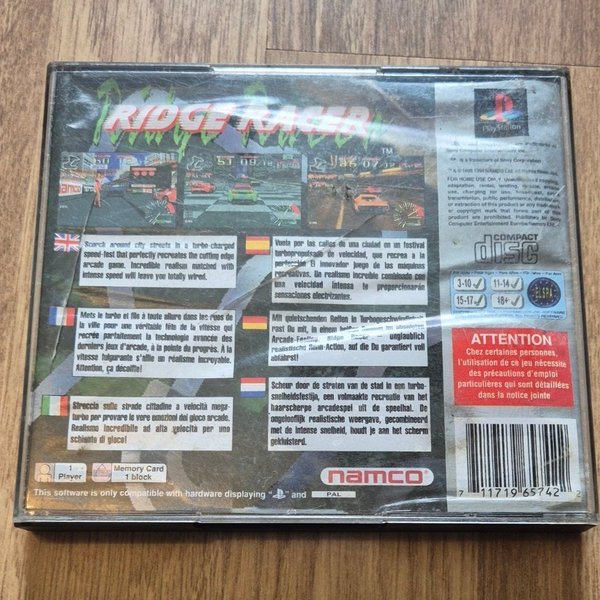 RIDGE RACER
TM
PlayStation
Sony Corporation
FOR HOME USE ONLY.
COMPACT
disc
3-10
11-14
15-17
18+
ELSPA
Scorch around city streets in a turbo-charged
speed-fest that perfectly recreates the cutting edge
arcade game. Incredible realism matched with
intense speed will leave you totally wired.
Vuela por las calles de una ciudad en un festival
turbopropulsado de velocidad, que recrea a la
perfección El innovador juego de las máquinas
recreativas. Un realismo increíble combinado con
una velocidad intensa te proporcionarán
sensaciones electrizantes.
Mets le turbo et file à toute allure dans les rues de
la ville pour une véritable fête de la vitesse qui
recrée parfaitement la technologie avancée des
derniers jeux d'arcade, à la pointe du progrès. À la
vitesse fulgurante s'allie un réalisme incroyable.
Attention, ça décoiffe!
Mit quietschenden Reifen in Turbogeschwindigkeit
rast Du mit, in einem
Arcade-
unglaublich
realistische
Action, auf die Du garantiert voll
abfährst!
Streccia sulle strade cittadine a velocità mega-
turbo per provare le vere emozioni del gioco arcade.
Realismo incredibile ad alta velocità per uno
schianto di gioco!
Scheur door de straten van de stad in een turbo-
snelheidsfestijn, een volmaakte recreatie van het
haarscherpe arcadespel uit de speelhal. De
ongelooflijk realistische weergave, gecombineerd
met de intense snelheid, houdt je aan het scherm
gekluisterd.
ATTENTION
Chez certaines personnes,
l'utilisation de ce jeu nécessite
des précautions d'emploi
particulières qui sont détaillées
dans la notice jointe
1
Player
Memory Card
1 block
namco
This software is only compatible with hardware displaying
and
PAL
7 11719 65742 2